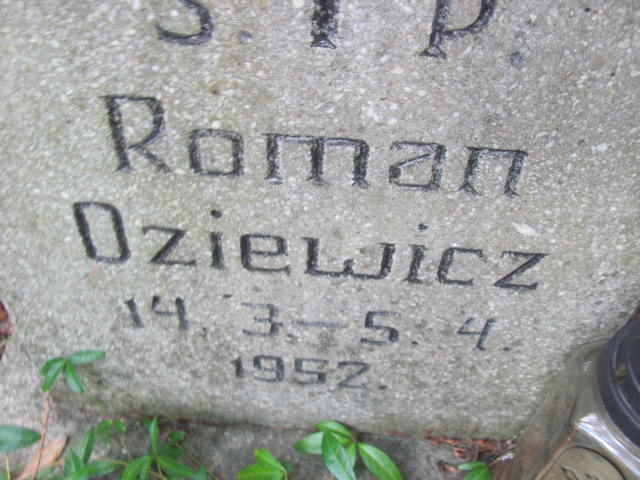 Ś. † P.
Roman
Dziewicz
14. 3 – 5. 4.
1952.